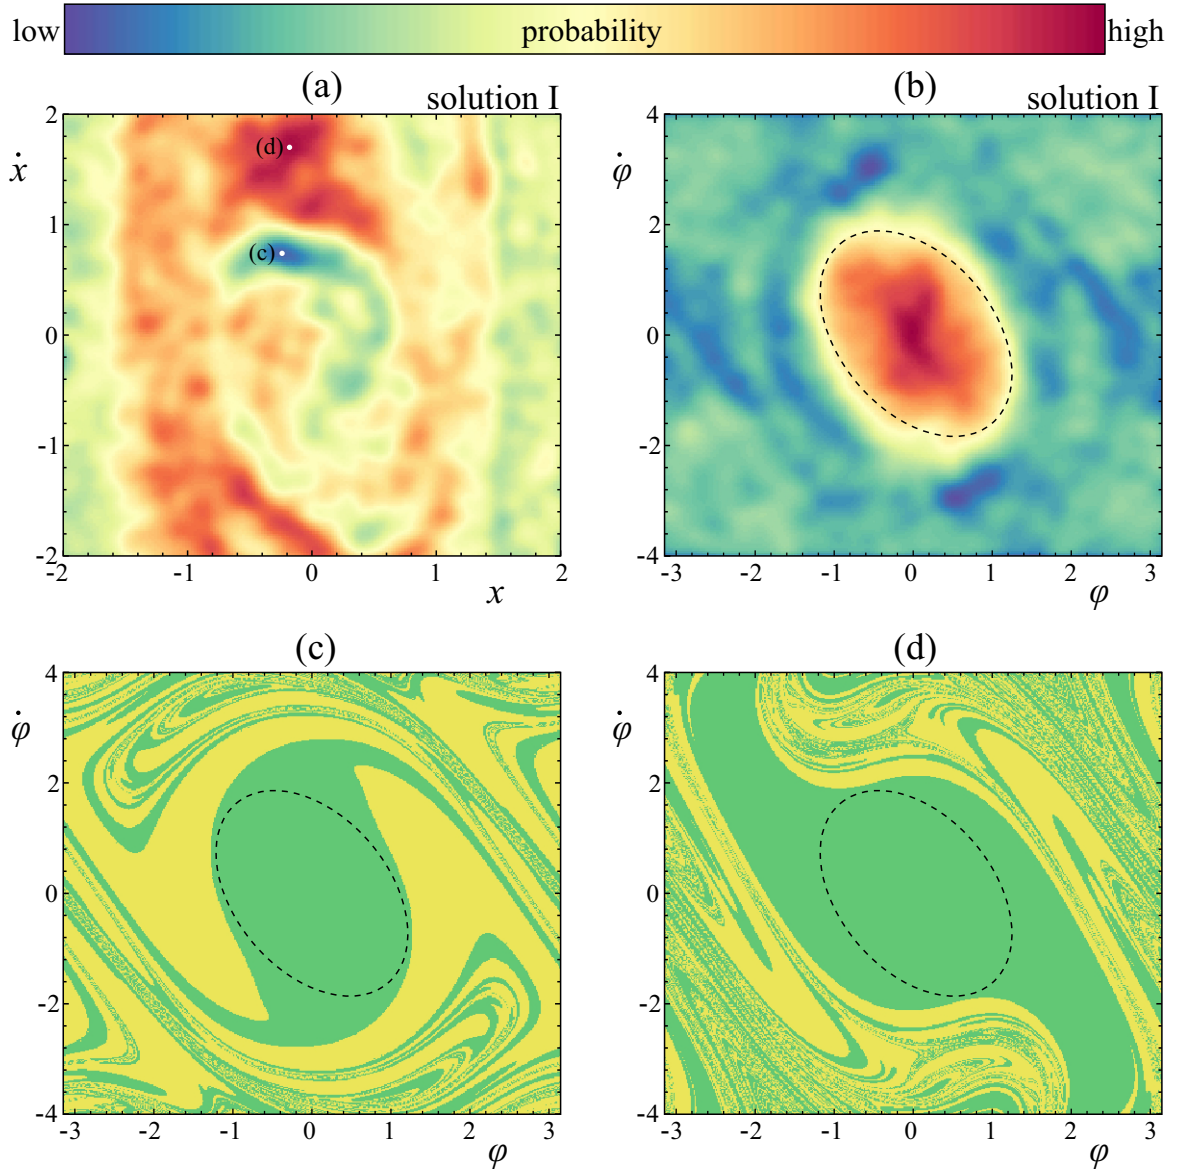 low probability high
(a) (b)
solution I solution I
2 4
ẋ φ̇
(d)
1 2
(c)
0 0
-1 -2
-2 -4
-2 -1 0 1 2 -3 -2 -1 0 1 2 3
x φ
(c) (d)
4 4
φ̇ φ̇
2 2
0 0
-2 -2
-4 -4
-3 -2 -1 0 1 2 3 -3 -2 -1 0 1 2 3
φ φ